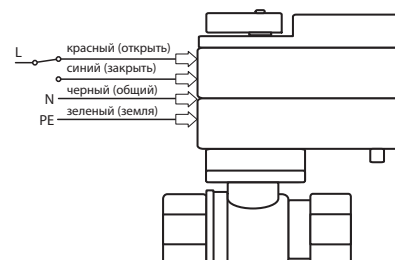 L красный (открыть)
синий (закрыть)
N черный (общий)
PE зеленый (земля)